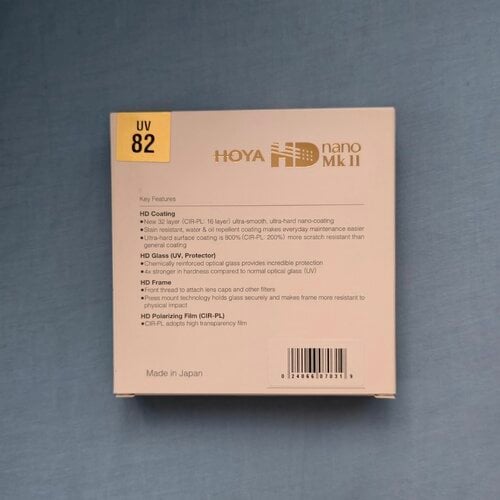 UV
82
HOYA HD nano
Mk II
Key Features
HD Coating
●New 32 layer (CIR-PL: 16 layer) ultra-smooth, ultra-hard nano-coating
●Stain resistant, water & oil repellent coating makes everyday maintenance easier
●Ultra-hard surface coating is 800% (CIR-PL: 200%) more scratch resistant than
general coating
HD Glass (UV, Protector)
●Chemically reinforced optical glass provides incredible protection
●4x stronger in hardness compared to normal optical glass (UV)
HD Frame
●Front thread to attach lens caps and other filters
●Press mount technology holds glass securely and makes frame more resistant to
physical impact
HD Polarizing Film (CIR-PL)
●CIR-PL adopts high transparency film
Made in Japan
0 24066 07031 9